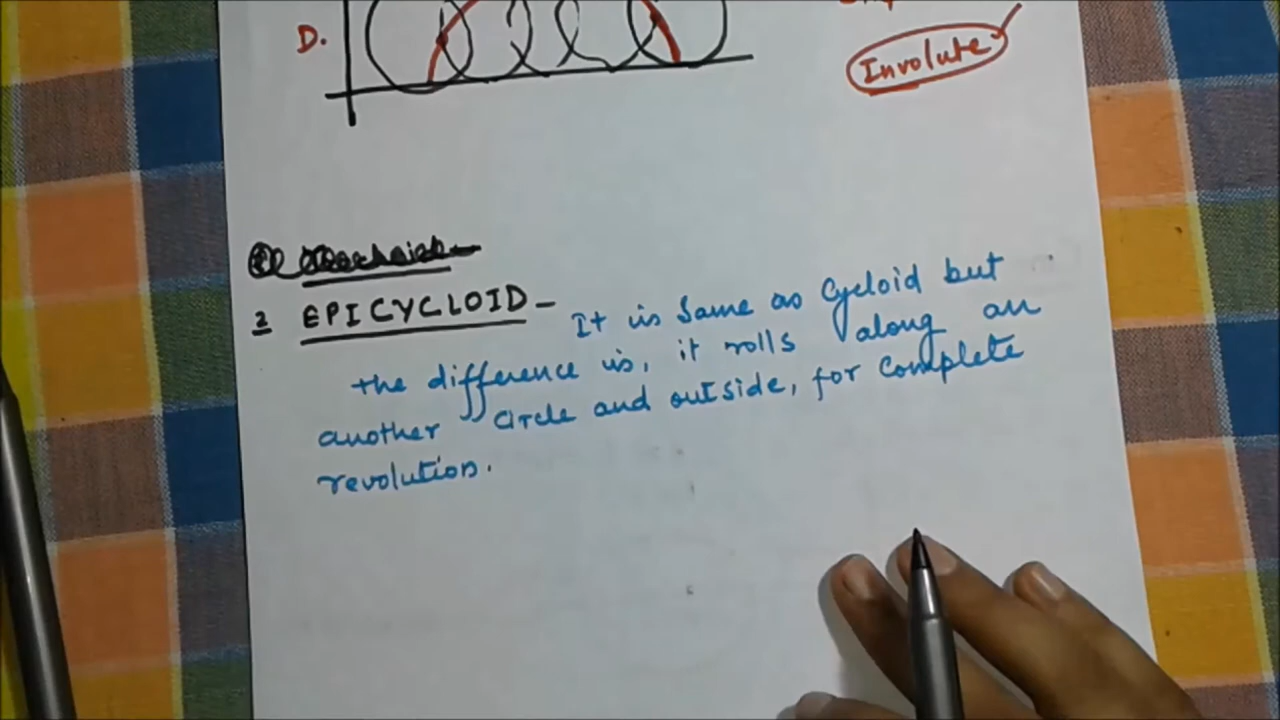 D.
Involute
2 EPICYCLOID - It is same as Cycloid but
the difference is, it rolls along an
another circle and outside, for complete
revolution.